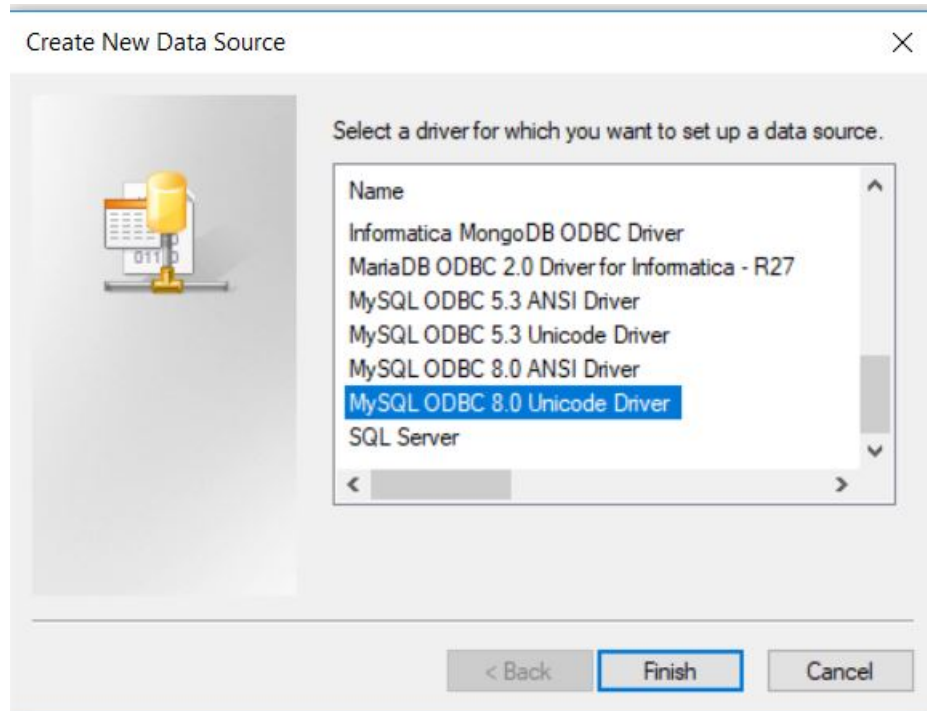 Create New Data Source
Select a driver for which you want to set up a data source.
Name
Informatica MongoDB ODBC Driver
MariaDB ODBC 2.0 Driver for Informatica - R27
MySQL ODBC 5.3 ANSI Driver
MySQL ODBC 5.3 Unicode Driver
MySQL ODBC 8.0 ANSI Driver
MySQL ODBC 8.0 Unicode Driver
SQL Server
< Back Finish Cancel